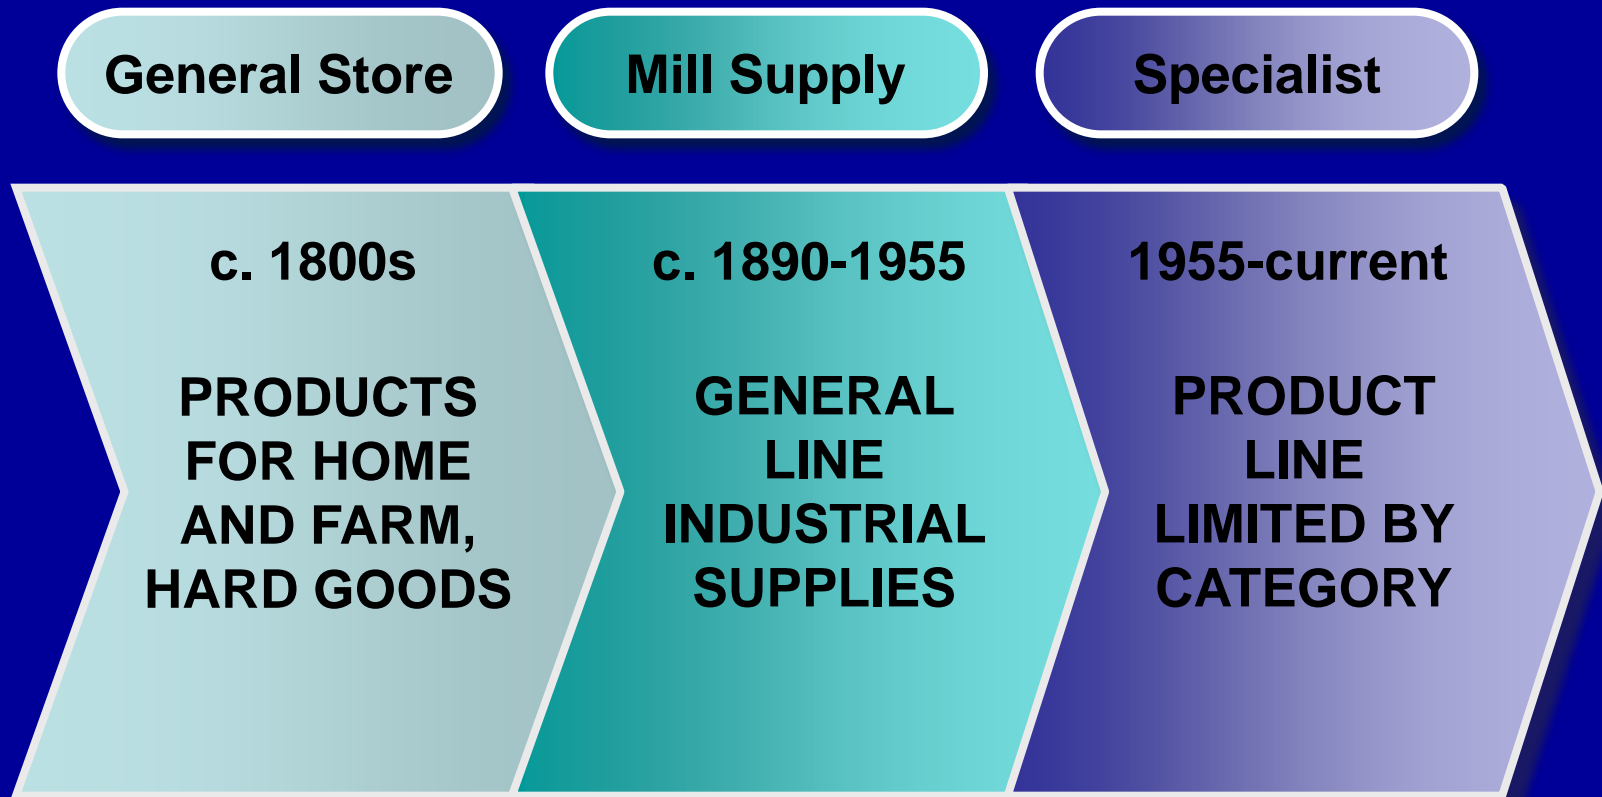 General Store
Mill Supply
Specialist
c. 1800s
PRODUCTS
FOR HOME
AND FARM,
HARD GOODS
c. 1890-1955
GENERAL
LINE
INDUSTRIAL
SUPPLIES
1955-current
PRODUCT
LINE
LIMITED BY
CATEGORY